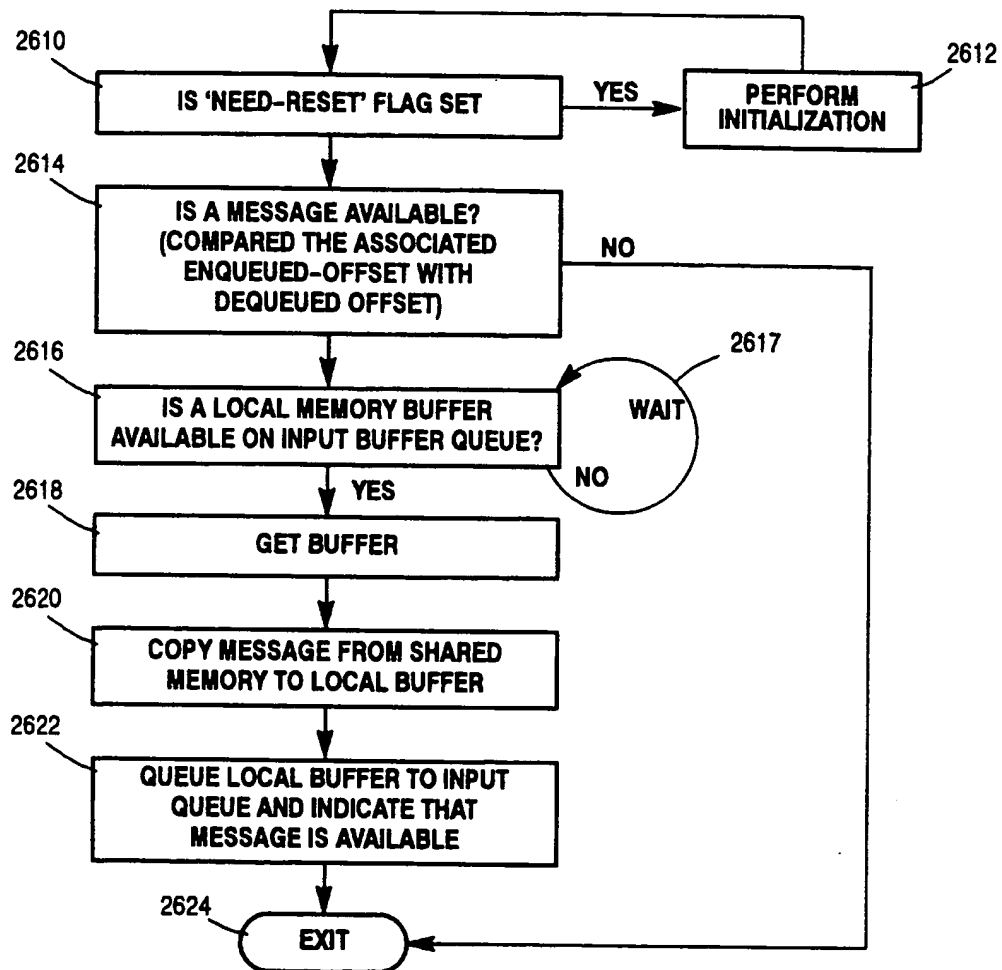 2610
IS 'NEED-RESET' FLAG SET
YES
PERFORM
INITIALIZATION
2612
2614
IS A MESSAGE AVAILABLE?
(COMPARED THE ASSOCIATED
ENQUEUED-OFFSET WITH
DEQUEUED OFFSET)
NO
2616
IS A LOCAL MEMORY BUFFER
AVAILABLE ON INPUT BUFFER QUEUE?
2617
WAIT
NO
YES
2618
GET BUFFER
2620
COPY MESSAGE FROM SHARED
MEMORY TO LOCAL BUFFER
2622
QUEUE LOCAL BUFFER TO INPUT
QUEUE AND INDICATE THAT
MESSAGE IS AVAILABLE
2624
EXIT